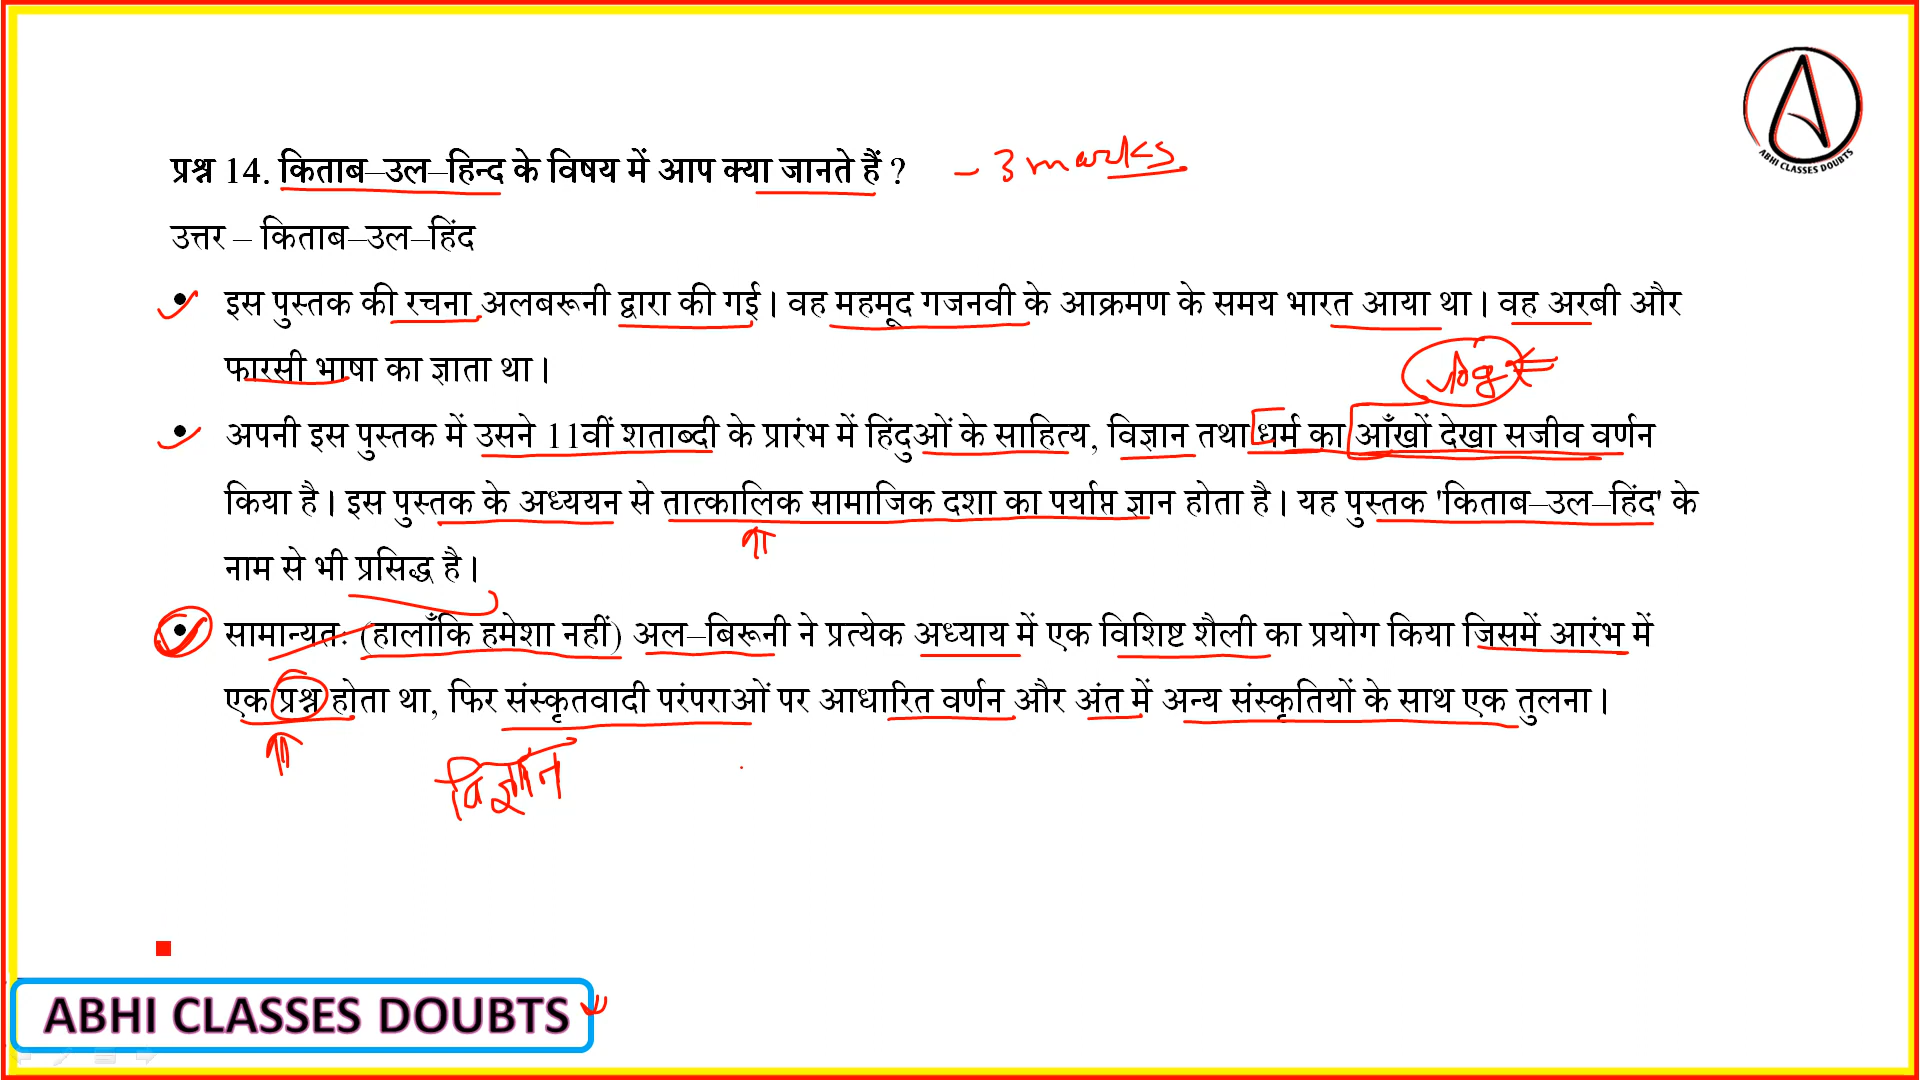 प्रश्न 14. किताब–उल–हिन्द के विषय में आप क्या जानते हैं ? – 3 marks
ABHI CLASSES DOUBTS
उत्तर – किताब–उल–हिंद
• इस पुस्तक की रचना अलबरूनी द्वारा की गई। वह महमूद गजनवी के आक्रमण के समय भारत आया था। वह अरबी और
फारसी भाषा का ज्ञाता था।
• अपनी इस पुस्तक में उसने 11वीं शताब्दी के प्रारंभ में हिंदुओं के साहित्य, विज्ञान तथा धर्म का आँखों देखा सजीव वर्णन
किया है। इस पुस्तक के अध्ययन से तात्कालिक सामाजिक दशा का पर्याप्त ज्ञान होता है। यह पुस्तक 'किताब–उल–हिंद' के
नाम से भी प्रसिद्ध है।
• सामान्यतः (हालाँकि हमेशा नहीं) अल–बिरूनी ने प्रत्येक अध्याय में एक विशिष्ट शैली का प्रयोग किया जिसमें आरंभ में
एक प्रश्न होता था, फिर संस्कृतवादी परंपराओं पर आधारित वर्णन और अंत में अन्य संस्कृतियों के साथ एक तुलना।
विज्ञान
ABHI CLASSES DOUBTS